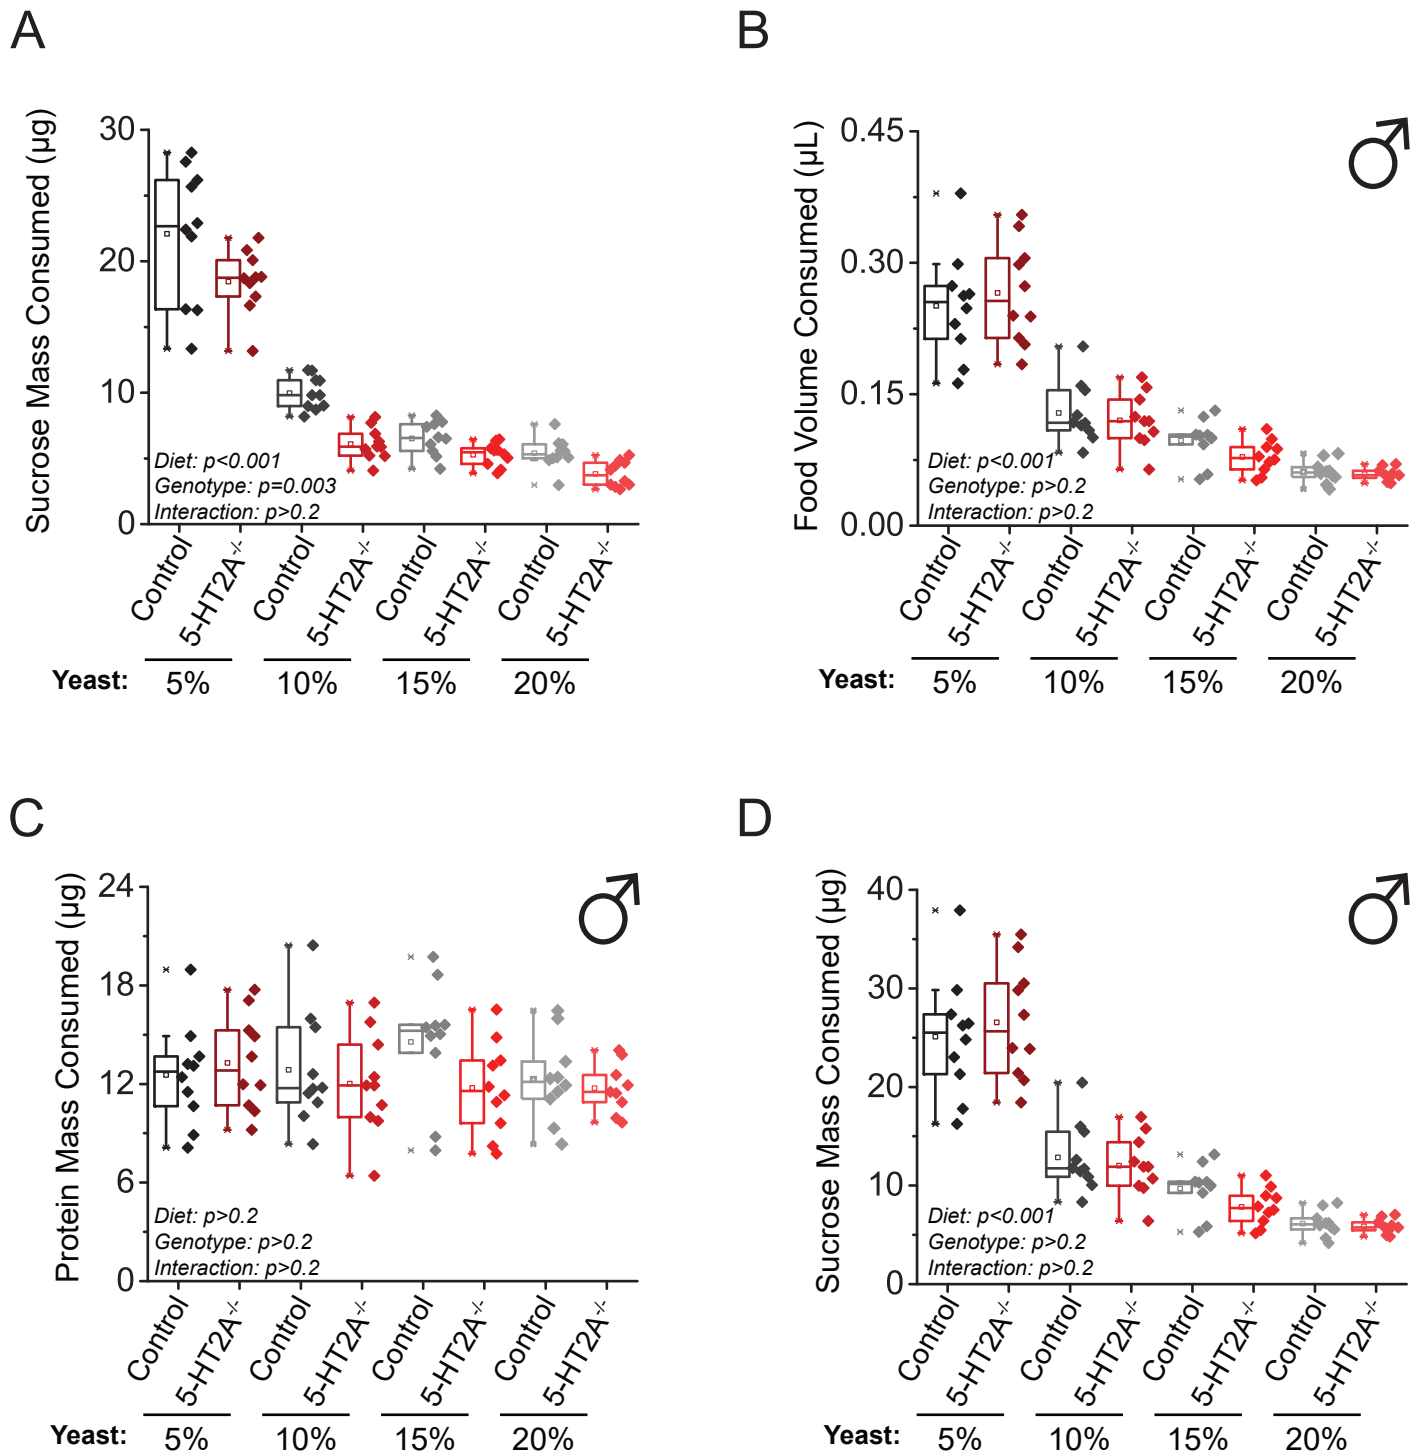 A
Sucrose Mass Consumed (µg)
30
20
10
0
Diet: p<0.001
Genotype: p=0.003
Interaction: p>0.2
Control
5-HT2A-/-
Control
5-HT2A-/-
Control
5-HT2A-/-
Control
5-HT2A-/-
Yeast: 5% 10% 15% 20%
B
Food Volume Consumed (µL)
0.45
0.30
0.15
0.00
Diet: p<0.001
Genotype: p>0.2
Interaction: p>0.2
Control
5-HT2A-/-
Control
5-HT2A-/-
Control
5-HT2A-/-
Control
5-HT2A-/-
Yeast: 5% 10% 15% 20%
C
Protein Mass Consumed (µg)
24
18
12
6
0
Diet: p>0.2
Genotype: p>0.2
Interaction: p>0.2
Control
5-HT2A-/-
Control
5-HT2A-/-
Control
5-HT2A-/-
Control
5-HT2A-/-
Yeast: 5% 10% 15% 20%
D
Sucrose Mass Consumed (µg)
40
30
20
10
0
Diet: p<0.001
Genotype: p>0.2
Interaction: p>0.2
Control
5-HT2A-/-
Control
5-HT2A-/-
Control
5-HT2A-/-
Control
5-HT2A-/-
Yeast: 5% 10% 15% 20%